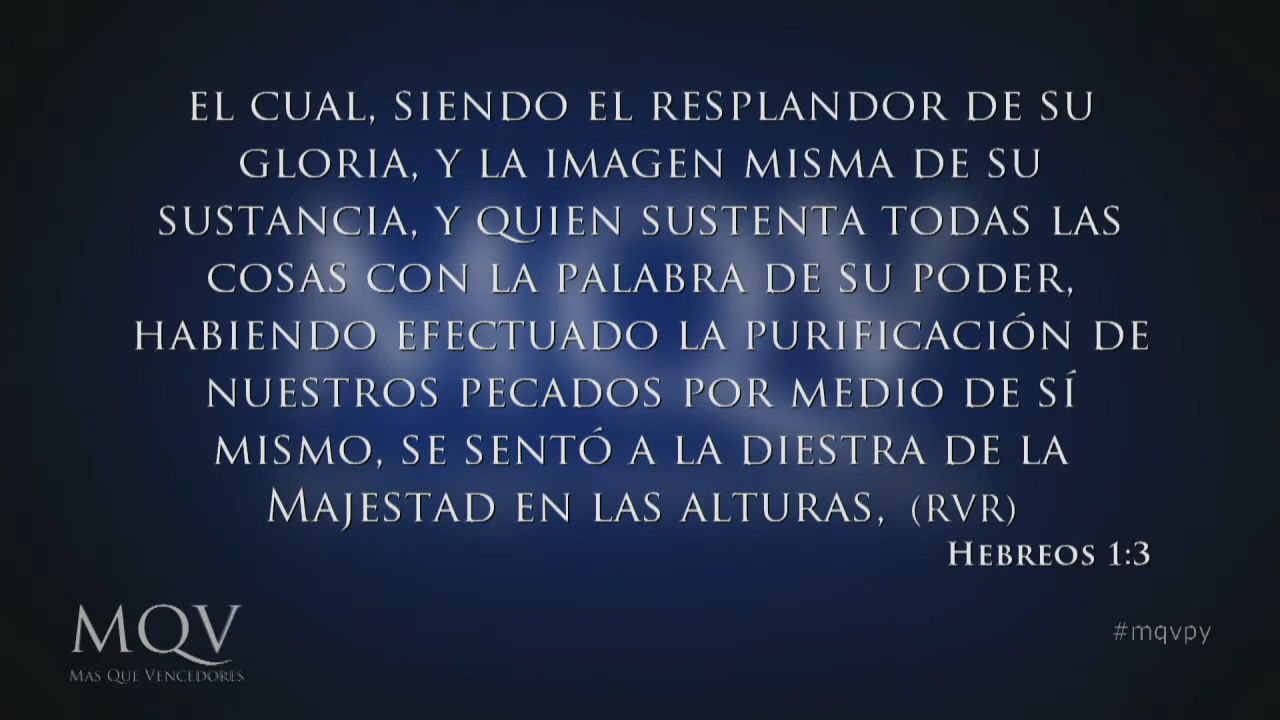 EL CUAL, SIENDO EL RESPLANDOR DE SU
GLORIA, Y LA IMAGEN MISMA DE SU
SUSTANCIA, Y QUIEN SUSTENTA TODAS LAS
COSAS CON LA PALABRA DE SU PODER,
HABIENDO EFECTUADO LA PURIFICACIÓN DE
NUESTROS PECADOS POR MEDIO DE SÍ
MISMO, SE SENTÓ A LA DIESTRA DE LA
MAJESTAD EN LAS ALTURAS, (RVR)
HEBREOS 1:3
MQV
MÁS QUE VENCEDORES
#mqvpy